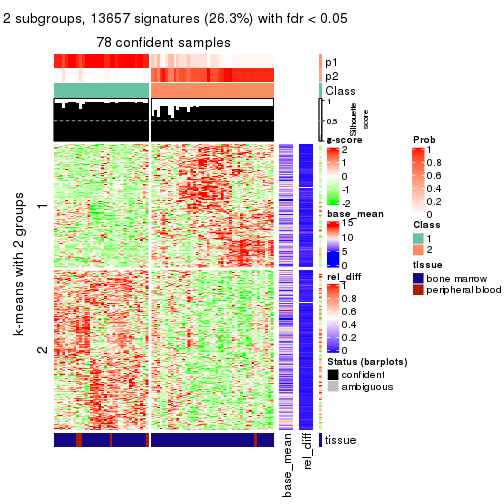 2 subgroups, 13657 signatures (26.3%) with fdr < 0.05
78 confident samples
p1
p2
Class
1
0.5
0
Silhouette
score
k-means with 2 groups
1
2
z-score
2
1
0
-1
-2
base_mean
15
10
5
0
rel_diff
1
0.8
0.6
0.4
0.2
0
Status (barplots)
confident
ambiguous
Prob
1
0.8
0.6
0.4
0.2
0
Class
1
2
tissue
bone marrow
peripheral blood
tissue
base_mean
rel_diff